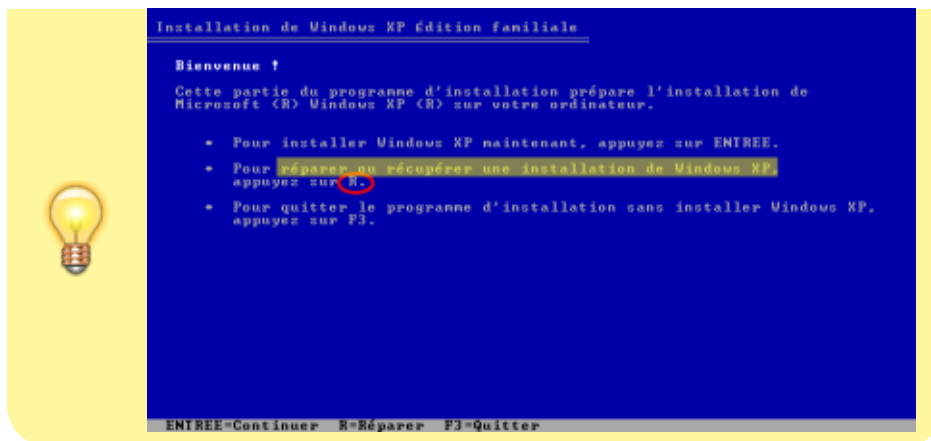 Installation de Windows XP Édition familiale
Bienvenue !
Cette partie du programme d'installation prépare l'installation de
Microsoft (R) Windows XP (R) sur votre ordinateur.
• Pour installer Windows XP maintenant, appuyez sur ENTREE.
• Pour réparer ou récupérer une installation de Windows XP,
appuyez sur R.
• Pour quitter le programme d'installation sans installer Windows XP,
appuyez sur F3.
ENTREE=Continuer R=Réparer F3=Quitter